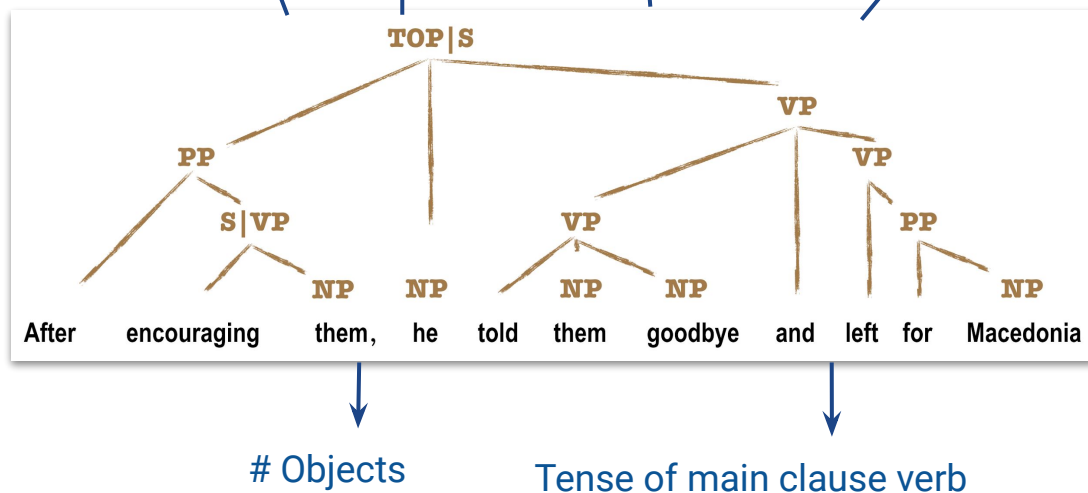 TOP|S
VP
PP VP
S|VP VP PP
NP NP NP NP NP
After encouraging them, he told them goodbye and left for Macedonia
# Objects Tense of main clause verb